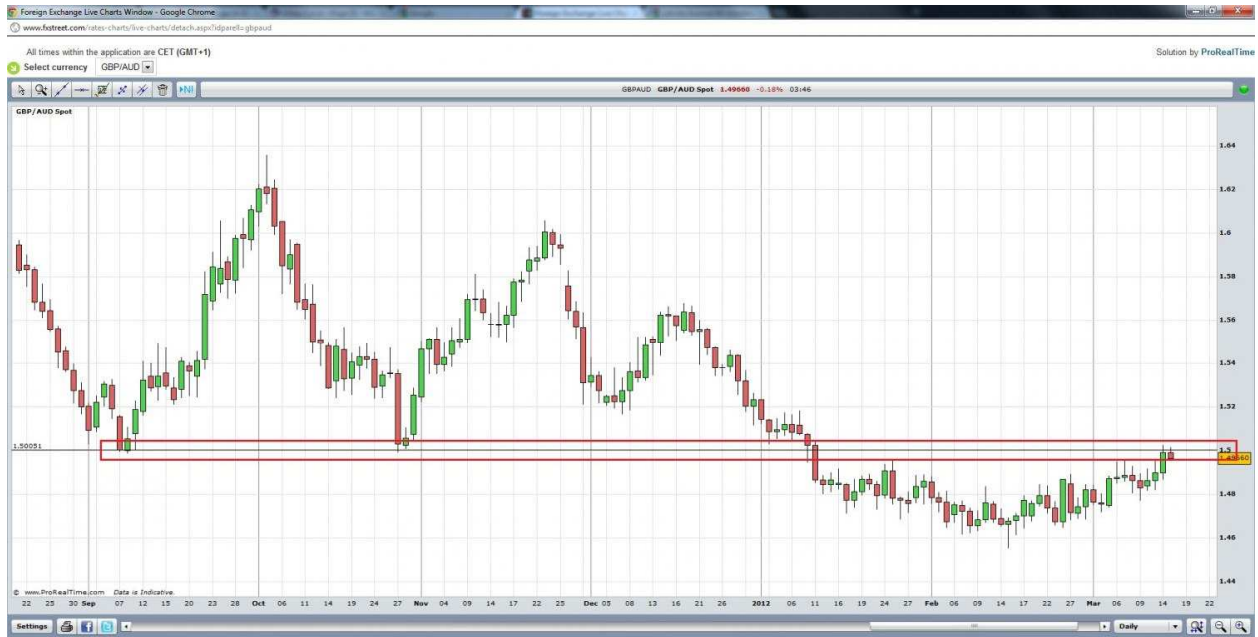 Foreign Exchange Live Charts Window - Google Chrome
www.fxstreet.com/rates-charts/live-charts/detach.aspx?idparell=gbpaud
All times within the application are CET (GMT+1)
Solution by ProRealTime
Select currency GBP/AUD
NI GBPAUD GBP/AUD Spot 1.49660 -0.18% 03:46
GBP/AUD Spot
1.64
1.62
1.6
1.58
1.56
1.54
1.52
1.50051
1.5
1.49660
1.48
1.46
1.44
© www.ProRealTime.com Data is Indicative.
22 25 30 Sep 07 12 15 20 23 28 Oct 06 11 14 19 24 27 Nov 04 09 14 17 22 25 Dec 05 08 13 16 21 26 2012 06 11 16 19 24 27 Feb 06 09 14 17 22 27 Mar 06 09 14 19 22
Settings Daily